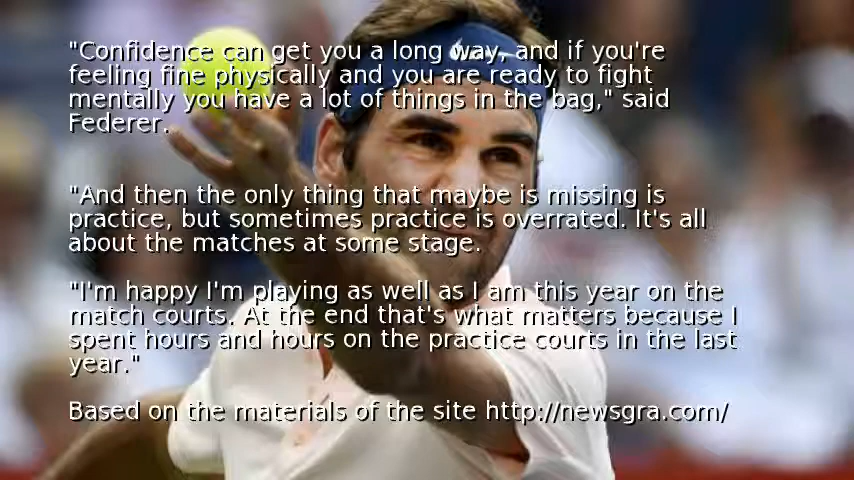 "Confidence can get you a long way, and if you're
feeling fine physically and you are ready to fight
mentally you have a lot of things in the bag," said
Federer.
"And then the only thing that maybe is missing is
practice, but sometimes practice is overrated. It's all
about the matches at some stage.
"I'm happy I'm playing as well as I am this year on the
match courts. At the end that's what matters because I
spent hours and hours on the practice courts in the last
year."
Based on the materials of the site http://newsgra.com/